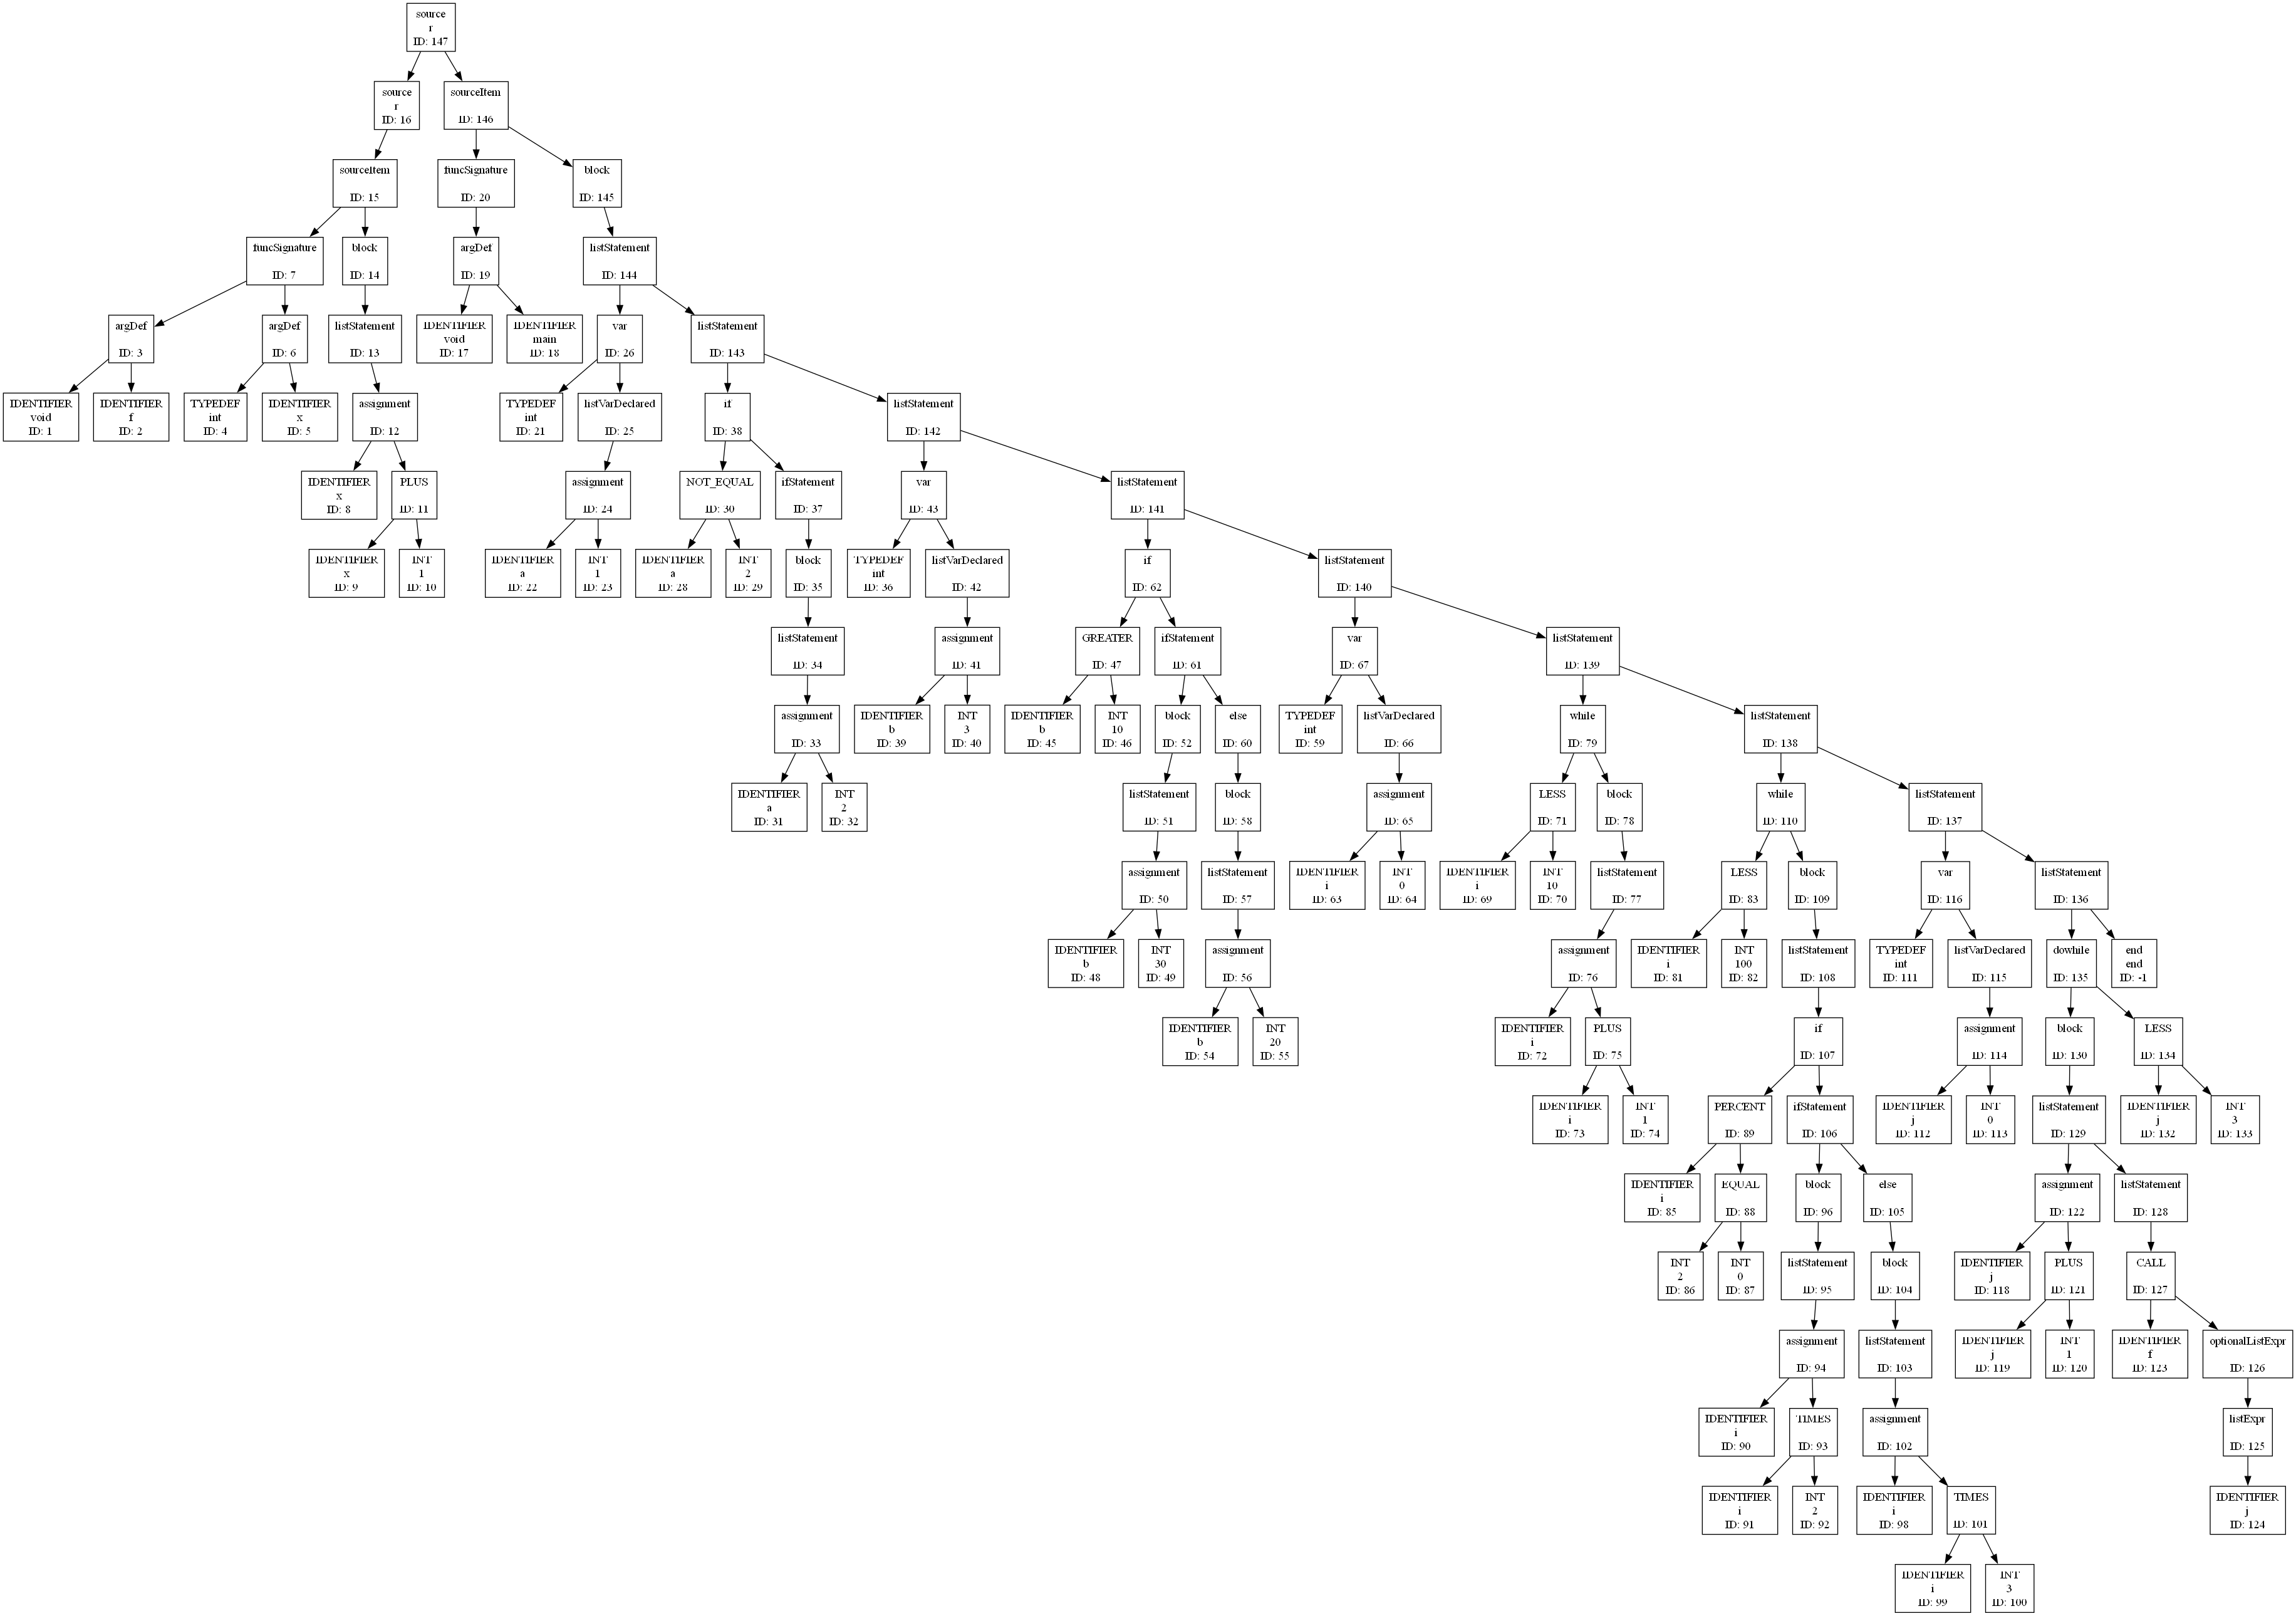 source
r
ID: 147
source
r
ID: 16
sourceItem
ID: 146
sourceItem
ID: 15
funcSignature
ID: 20
block
ID: 145
funcSignature
ID: 7
block
ID: 14
argDef
ID: 19
listStatement
ID: 144
argDef
ID: 3
argDef
ID: 6
listStatement
ID: 13
IDENTIFIER
void
ID: 17
IDENTIFIER
main
ID: 18
var
ID: 26
listStatement
ID: 143
IDENTIFIER
void
ID: 1
IDENTIFIER
f
ID: 2
TYPEDEF
int
ID: 4
IDENTIFIER
x
ID: 5
assignment
ID: 12
TYPEDEF
int
ID: 21
listVarDeclared
ID: 25
if
ID: 38
listStatement
ID: 142
IDENTIFIER
x
ID: 8
PLUS
ID: 11
assignment
ID: 24
NOT_EQUAL
ID: 30
ifStatement
ID: 37
var
ID: 43
listStatement
ID: 141
IDENTIFIER
x
ID: 9
INT
1
ID: 10
IDENTIFIER
a
ID: 22
INT
1
ID: 23
IDENTIFIER
a
ID: 28
INT
2
ID: 29
block
ID: 35
TYPEDEF
int
ID: 36
listVarDeclared
ID: 42
if
ID: 62
listStatement
ID: 140
listStatement
ID: 34
assignment
ID: 41
GREATER
ID: 47
ifStatement
ID: 61
var
ID: 67
listStatement
ID: 139
assignment
ID: 33
IDENTIFIER
b
ID: 39
INT
3
ID: 40
IDENTIFIER
b
ID: 45
INT
10
ID: 46
block
ID: 52
else
ID: 60
TYPEDEF
int
ID: 59
listVarDeclared
ID: 66
while
ID: 79
listStatement
ID: 138
IDENTIFIER
a
ID: 31
INT
2
ID: 32
listStatement
ID: 51
block
ID: 58
assignment
ID: 65
LESS
ID: 71
block
ID: 78
while
ID: 110
listStatement
ID: 137
assignment
ID: 50
listStatement
ID: 57
IDENTIFIER
i
ID: 63
INT
0
ID: 64
IDENTIFIER
i
ID: 69
INT
10
ID: 70
listStatement
ID: 77
LESS
ID: 83
block
ID: 109
var
ID: 116
listStatement
ID: 136
IDENTIFIER
b
ID: 48
INT
30
ID: 49
assignment
ID: 56
assignment
ID: 76
IDENTIFIER
i
ID: 81
INT
100
ID: 82
listStatement
ID: 108
TYPEDEF
int
ID: 111
listVarDeclared
ID: 115
dowhile
ID: 135
end
end
ID: -1
IDENTIFIER
b
ID: 54
INT
20
ID: 55
IDENTIFIER
i
ID: 72
PLUS
ID: 75
if
ID: 107
assignment
ID: 114
block
ID: 130
LESS
ID: 134
IDENTIFIER
i
ID: 73
INT
1
ID: 74
PERCENT
ID: 89
ifStatement
ID: 106
IDENTIFIER
j
ID: 112
INT
0
ID: 113
listStatement
ID: 129
IDENTIFIER
j
ID: 132
INT
3
ID: 133
IDENTIFIER
i
ID: 85
EQUAL
ID: 88
block
ID: 96
else
ID: 105
assignment
ID: 122
listStatement
ID: 128
INT
2
ID: 86
INT
0
ID: 87
listStatement
ID: 95
block
ID: 104
IDENTIFIER
j
ID: 118
PLUS
ID: 121
CALL
ID: 127
assignment
ID: 94
listStatement
ID: 103
IDENTIFIER
j
ID: 119
INT
1
ID: 120
IDENTIFIER
f
ID: 123
optionalListExpr
ID: 126
IDENTIFIER
i
ID: 90
TIMES
ID: 93
assignment
ID: 102
listExpr
ID: 125
IDENTIFIER
i
ID: 91
INT
2
ID: 92
IDENTIFIER
i
ID: 98
TIMES
ID: 101
IDENTIFIER
j
ID: 124
IDENTIFIER
i
ID: 99
INT
3
ID: 100